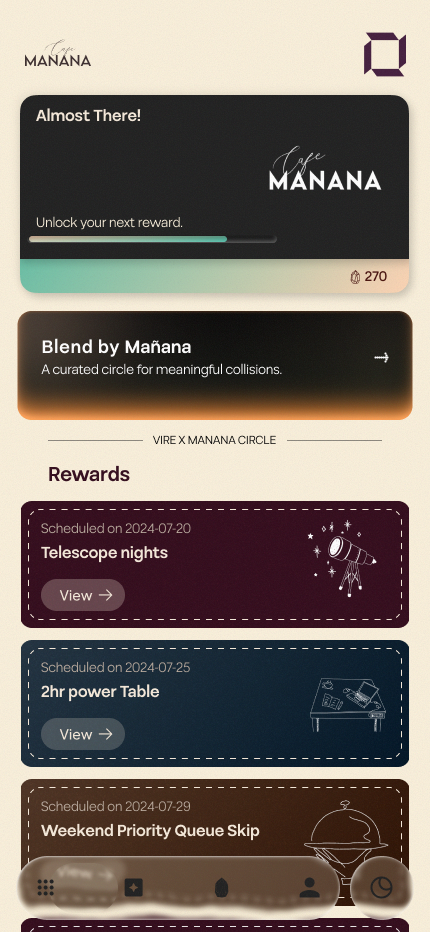 Cafe
MANANA
Almost There!
Cafe
MANANA
Unlock your next reward.
270
Blend by Mañana
A curated circle for meaningful collisions.
VIRE X MANANA CIRCLE
Rewards
Scheduled on 2024-07-20
Telescope nights
View
Scheduled on 2024-07-25
2hr power Table
View
Scheduled on 2024-07-29
Weekend Priority Queue Skip
View